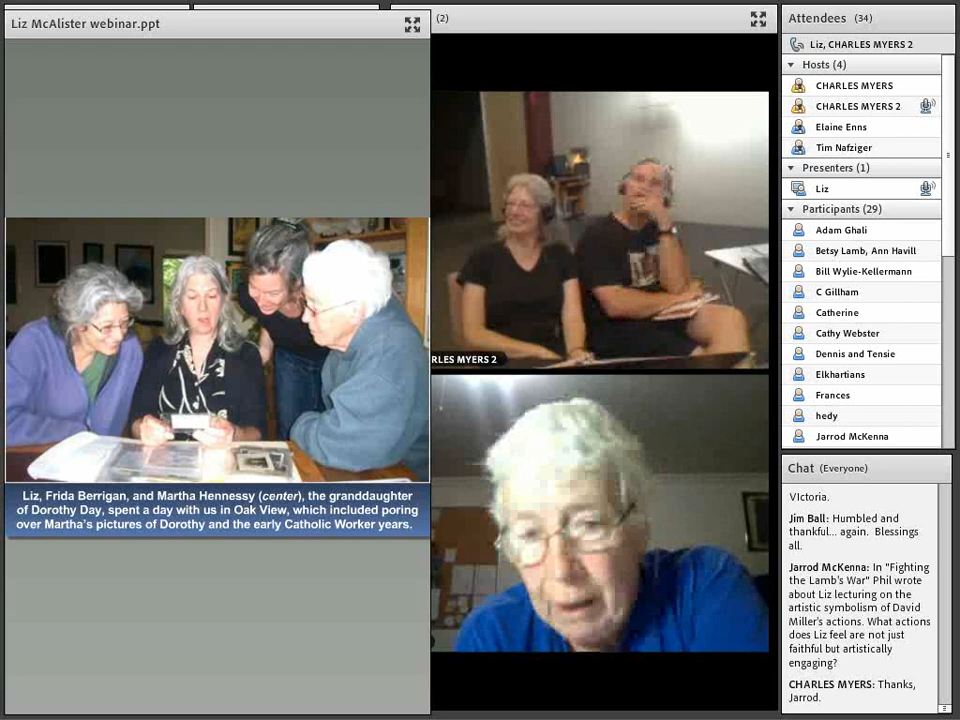 Liz McAlister webinar.ppt
Liz, Frida Berrigan, and Martha Hennessy (center), the granddaughter
of Dorothy Day, spent a day with us in Oak View, which included poring
over Martha's pictures of Dorothy and the early Catholic Worker years.
(2)
RLES MYERS 2
Attendees (34)
Liz, CHARLES MYERS 2
Hosts (4)
CHARLES MYERS
CHARLES MYERS 2
Elaine Enns
Tim Nafziger
Presenters (1)
Liz
Participants (29)
Adam Ghali
Betsy Lamb, Ann Havill
Bill Wylie-Kellermann
C Gillham
Catherine
Cathy Webster
Dennis and Tensie
Elkhartians
Frances
hedy
Jarrod McKenna
Chat (Everyone)
VIctoria.
Jim Ball: Humbled and
thankful... again. Blessings
all.
Jarrod McKenna: In "Fighting
the Lamb's War" Phil wrote
about Liz lecturing on the
artistic symbolism of David
Miller's actions. What actions
does Liz feel are not just
faithful but artistically
engaging?
CHARLES MYERS: Thanks,
Jarrod.